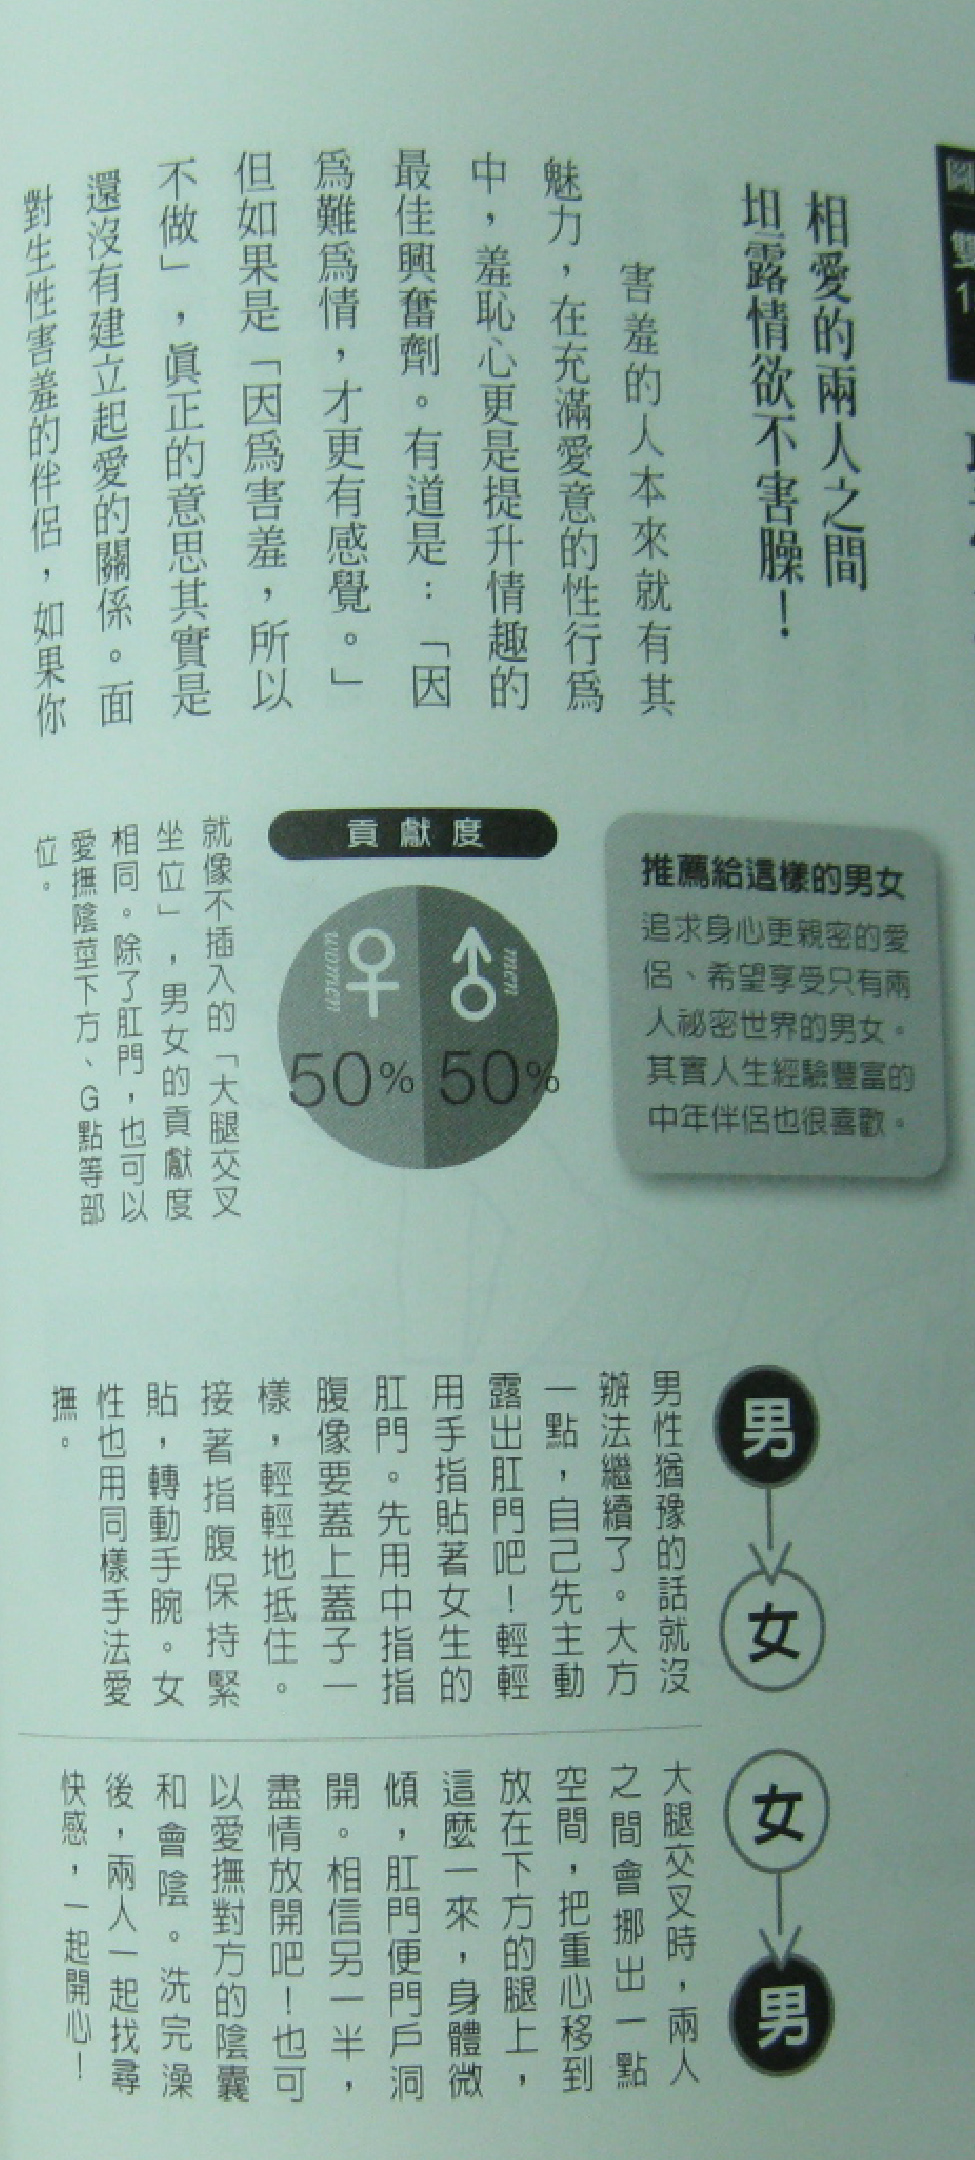 相愛的兩人之間
坦露情欲不害臊！
害羞的人本來就有其
魅力，在充滿愛意的性行爲
中，羞恥心更是提升情趣的
最佳興奮劑。有道是：「因
爲難爲情，才更有感覺。」
但如果是「因爲害羞，所以
不做」，眞正的意思其實是
還沒有建立起愛的關係。面
對生性害羞的伴侶，如果你
推薦給這樣的男女
追求身心更親密的愛
侶、希望享受只有兩
人祕密世界的男女。
其實人生經驗豐富的
中年伴侶也很喜歡。
貢獻度
women
men
50%
50%
就像不插入的「大腿交叉
坐位」，男女的貢獻度
相同。除了肛門，也可以
愛撫陰莖下方、G點等部
位。
男
女
男性猶豫的話就沒
辦法繼續了。大方
一點，自己先主動
露出肛門吧！輕輕
用手指貼著女生的
肛門。先用中指指
腹像要蓋上蓋子一
樣，輕輕地抵住。
接著指腹保持緊
貼，轉動手腕。女
性也用同樣手法愛
撫。
女
男
大腿交叉時，兩人
之間會挪出一點
空間，把重心移到
放在下方的腿上，
這麼一來，身體微
傾，肛門便門戶洞
開。相信另一半，
盡情放開吧！也可
以愛撫對方的陰囊
和會陰。洗完澡
後，兩人一起找尋
快感，一起開心！